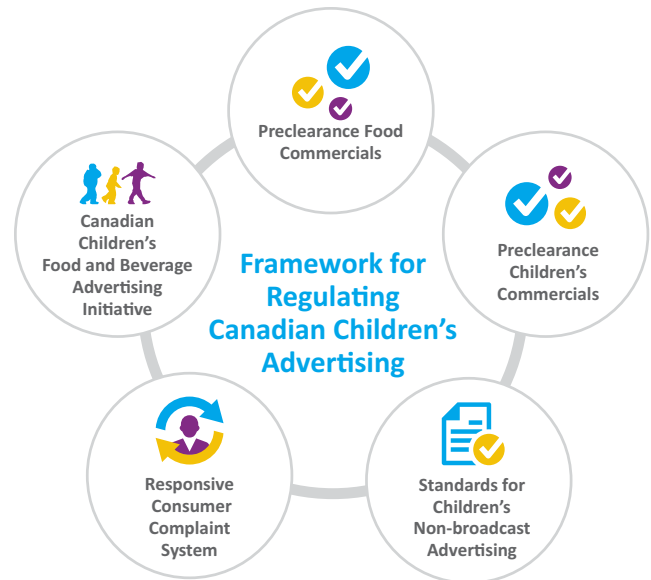 Preclearance Food
Commercials
Canadian
Children's
Food and Beverage
Advertising
Initiative
Preclearance
Children's
Commercials
Framework for
Regulating
Canadian Children's
Advertising
Responsive
Consumer
Complaint
System
Standards for
Children's
Non-broadcast
Advertising